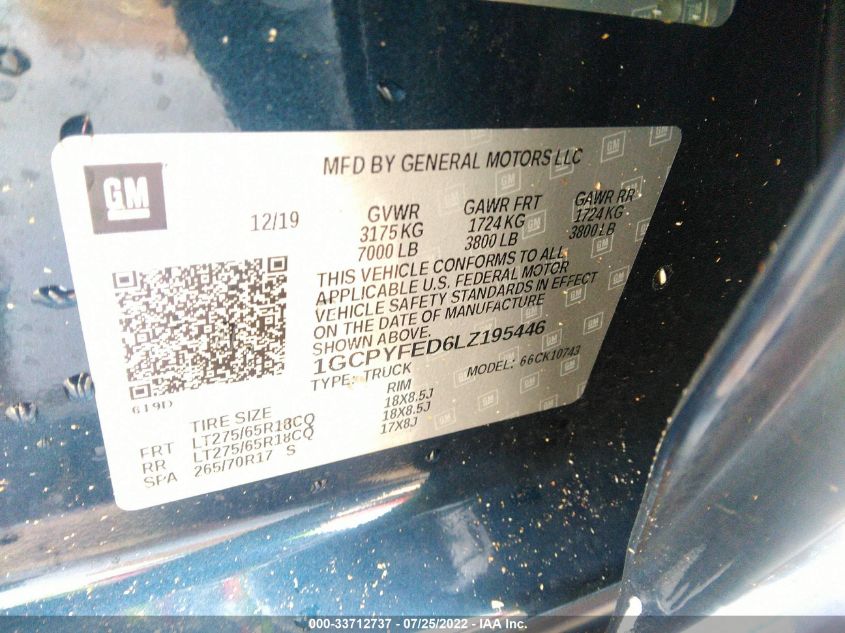 GM
MFD BY GENERAL MOTORS LLC
12/19
GVWR GAWR FRT GAWR RR
3175 KG 1724 KG 1724 KG
7000 LB 3800 LB 3800 LB
THIS VEHICLE CONFORMS TO ALL
APPLICABLE U.S. FEDERAL MOTOR
VEHICLE SAFETY STANDARDS IN EFFECT
ON THE DATE OF MANUFACTURE
SHOWN ABOVE.
1GCPYFED6LZ195446
TYPE: TRUCK MODEL: 66CK10743
619D
TIRE SIZE RIM
FRT LT275/65R18CQ 18X8.5J
RR LT275/65R18CQ 18X8.5J
SPA 265/70R17 S 17X8J
000-33712737 - 07/25/2022 - IAA Inc.